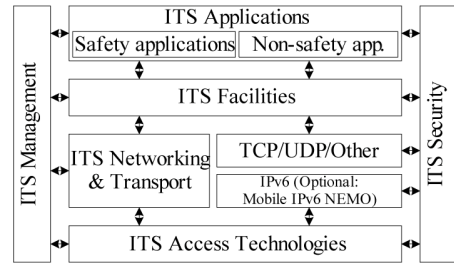 ITS Management
ITS Applications
Safety applications
Non-safety app.
ITS Facilities
ITS Networking
& Transport
TCP/UDP/Other
IPv6 (Optional:
Mobile IPv6 NEMO)
ITS Access Technologies
ITS Security